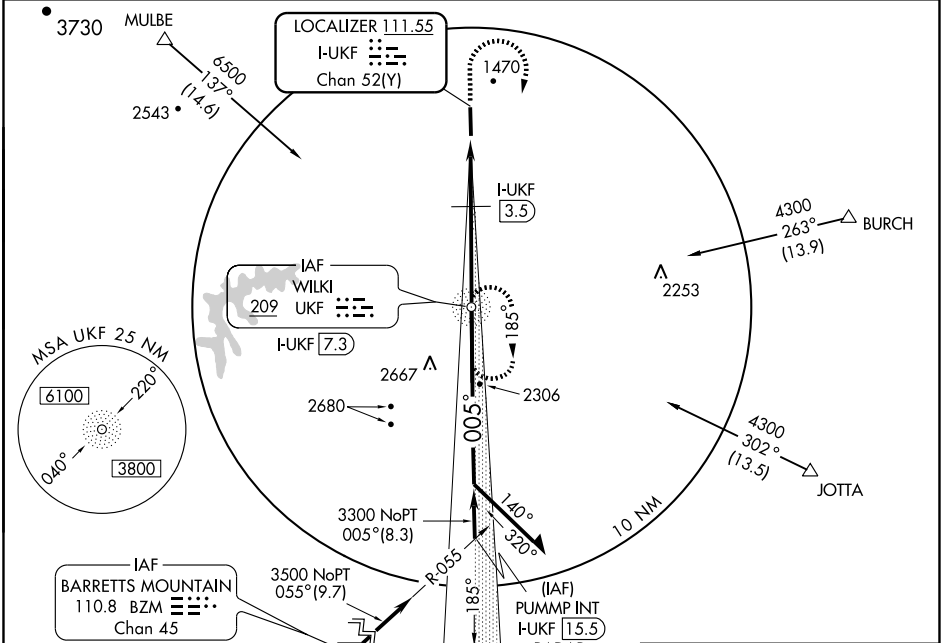 3730
MULBE
6500
137°
(14.6)
2543
LOCALIZER 111.55
I-UKF
Chan 52(Y)
1470
I-UKF
3.5
4300
263°
(13.9)
BURCH
2253
IAF
WILKI
209 UKF
I-UKF 7.3
185°
MSA UKF 25 NM
6100
220°
040°
3800
2667
2680
2306
005°
4300
302°
(13.5)
JOTTA
10 NM
140°
320°
3300 NoPT
005°(8.3)
3500 NoPT
055°(9.7)
R-055
185°
IAF
BARRETTS MOUNTAIN
110.8 BZM
Chan 45
(IAF)
PUMMP INT
I-UKF 15.5